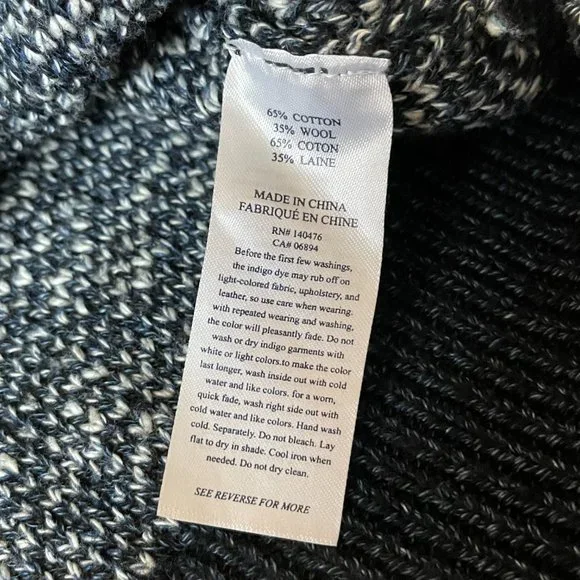 65% COTTON
35% WOOL
65% COTON
35% LAINE
MADE IN CHINA
FABRIQUÉ EN CHINE
RN# 140476
CA# 06894
Before the first few washings,
the indigo dye may rub off on
light-colored fabric, upholstery, and
leather, so use care when wearing.
with repeated wearing and washing,
the color will pleasantly fade. Do not
wash or dry indigo garments with
white or light colors.to make the color
last longer, wash inside out with cold
water and like colors. for a worn,
quick fade, wash right side out with
cold water and like colors. Hand wash
cold. Separately. Do not bleach. Lay
flat to dry in shade. Cool iron when
needed. Do not dry clean.
SEE REVERSE FOR MORE